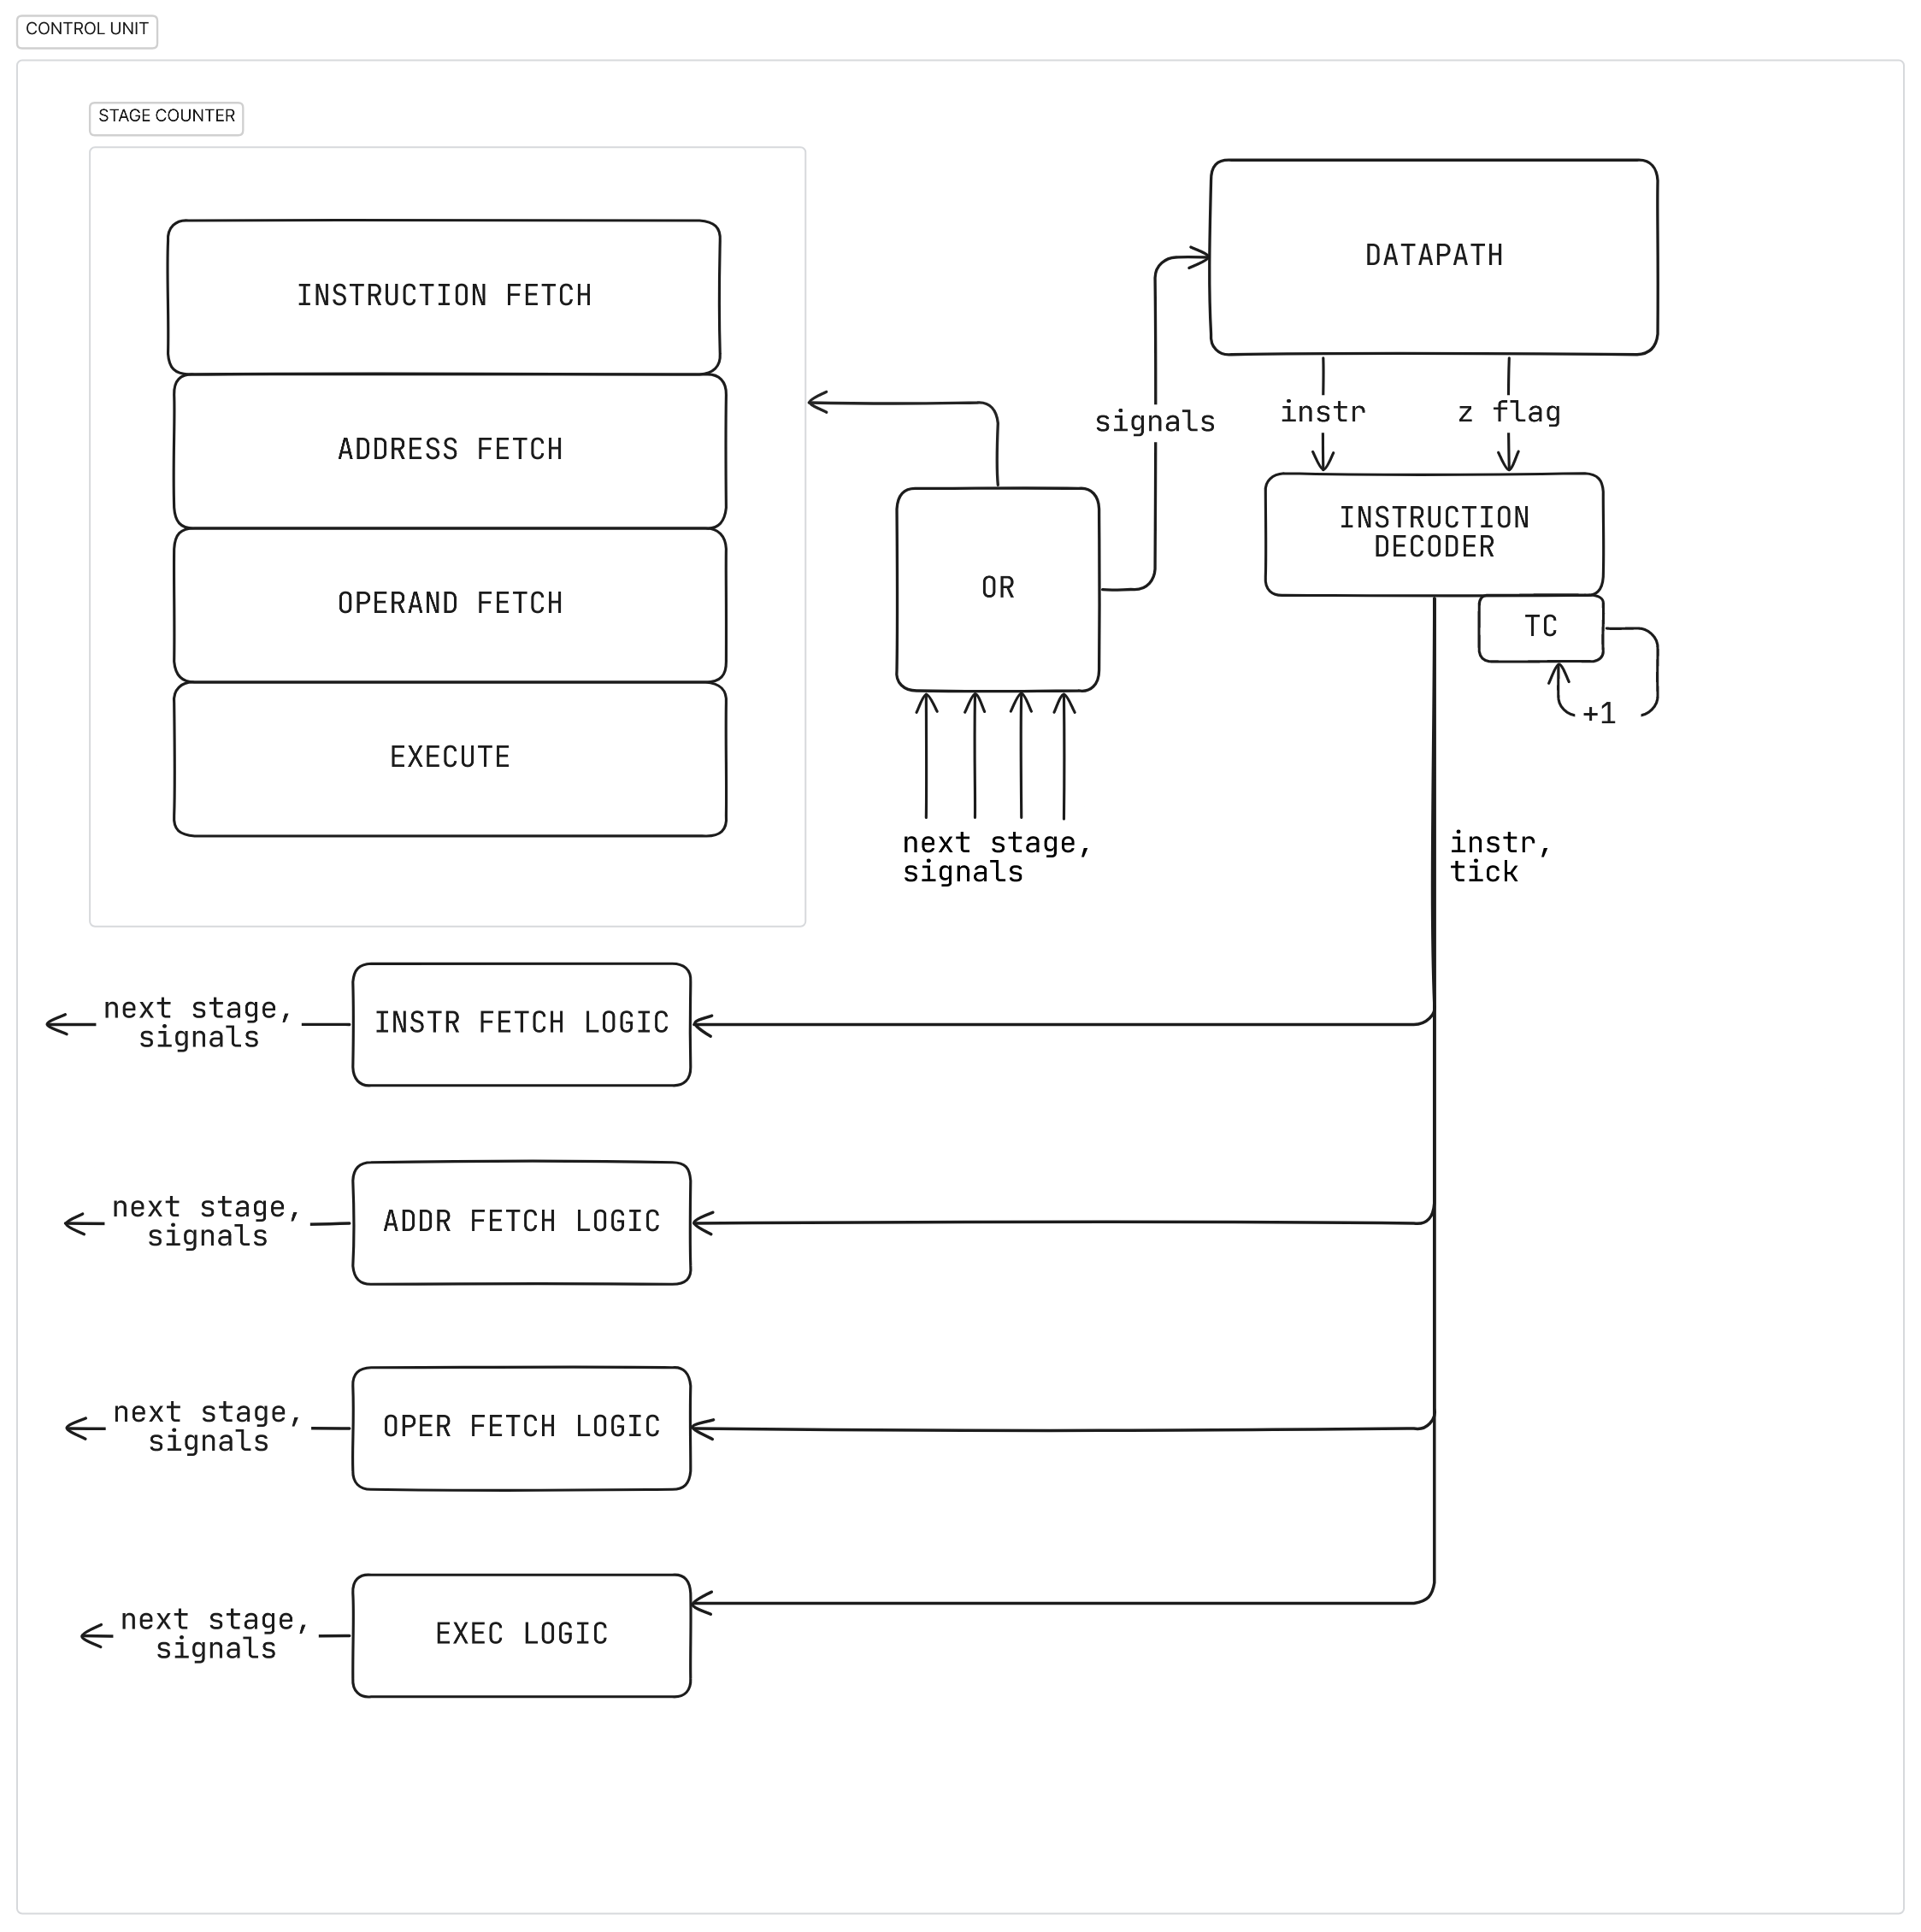 CONTROL UNIT
STAGE COUNTER
INSTRUCTION FETCH
ADDRESS FETCH
OPERAND FETCH
EXECUTE
DATAPATH
signals
instr
z flag
OR
INSTRUCTION
DECODER
TC
+1
next stage,
signals
instr,
tick
next stage,
signals
INSTR FETCH LOGIC
next stage,
signals
ADDR FETCH LOGIC
next stage,
signals
OPER FETCH LOGIC
next stage,
signals
EXEC LOGIC